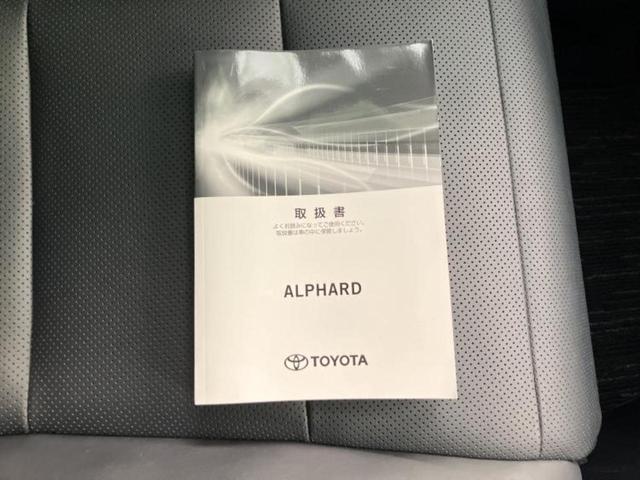 取扱書
よくお読みになってご使用ください。
取扱書は車の中に保管しましょう。
ALPHARD
TOYOTA